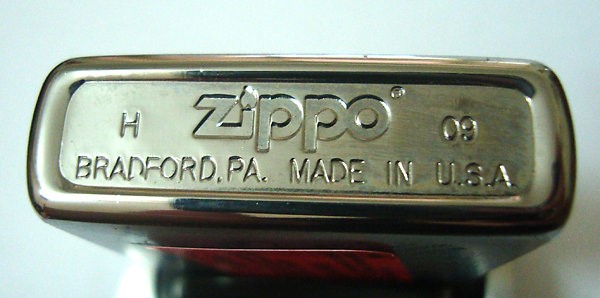 H zippo® 09
BRADFORD, PA. MADE IN U.S.A.